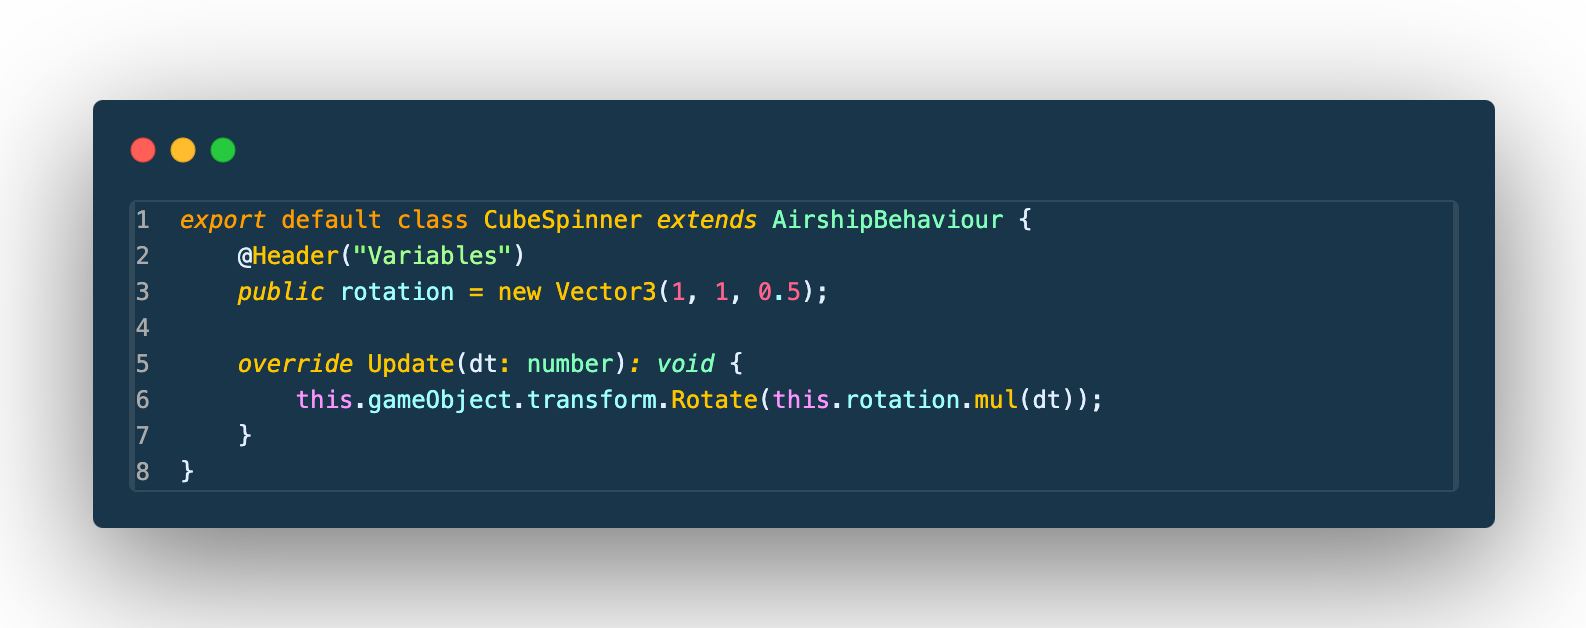 1 export default class CubeSpinner extends AirshipBehaviour {
2     @Header("Variables")
3     public rotation = new Vector3(1, 1, 0.5);
4
5     override Update(dt: number): void {
6         this.gameObject.transform.Rotate(this.rotation.mul(dt));
7     }
8 }